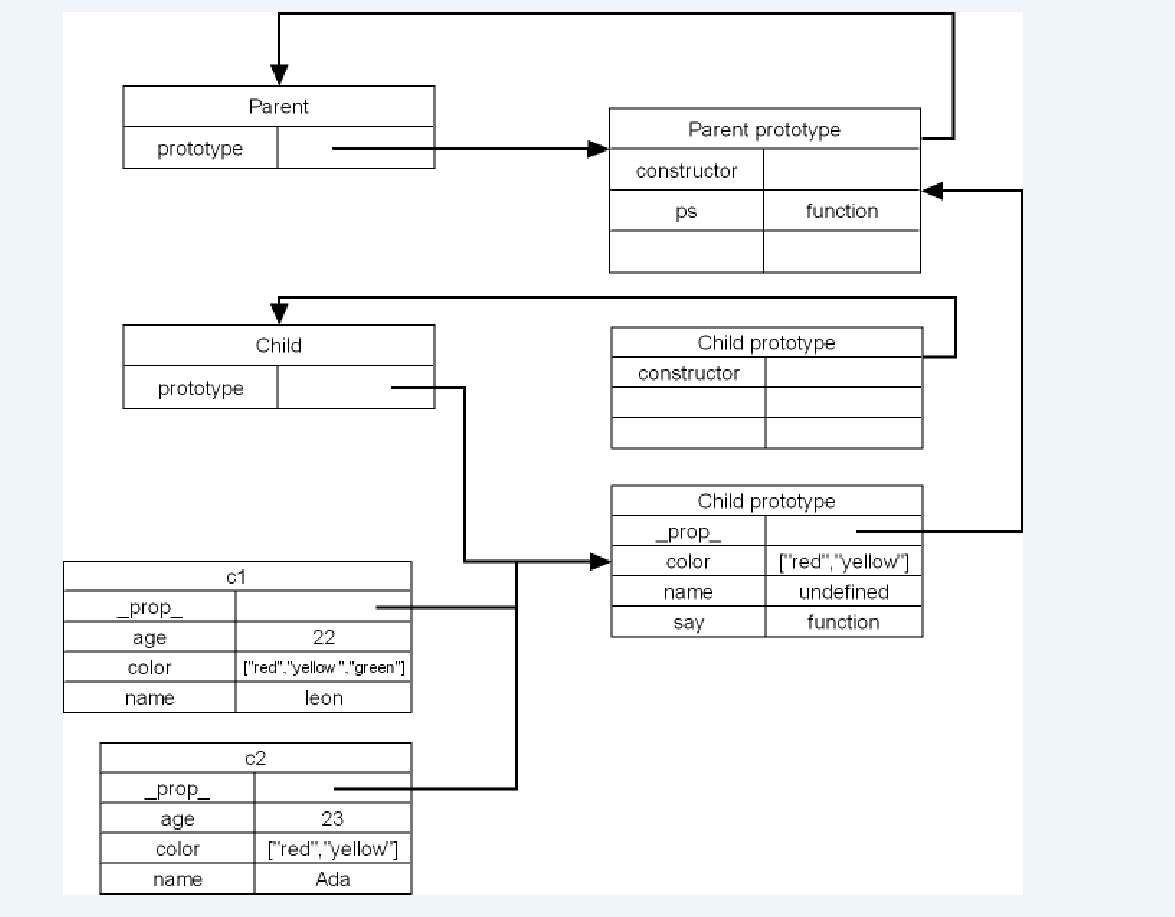 Parent
prototype
Parent prototype
constructor
ps function
Child
prototype
Child prototype
constructor
Child prototype
_prop_
color ["red","yellow"]
name undefined
say function
c1
_prop_
age 22
color ["red","yellow ","green"]
name leon
c2
_prop_
age 23
color ["red","yellow"]
name Ada